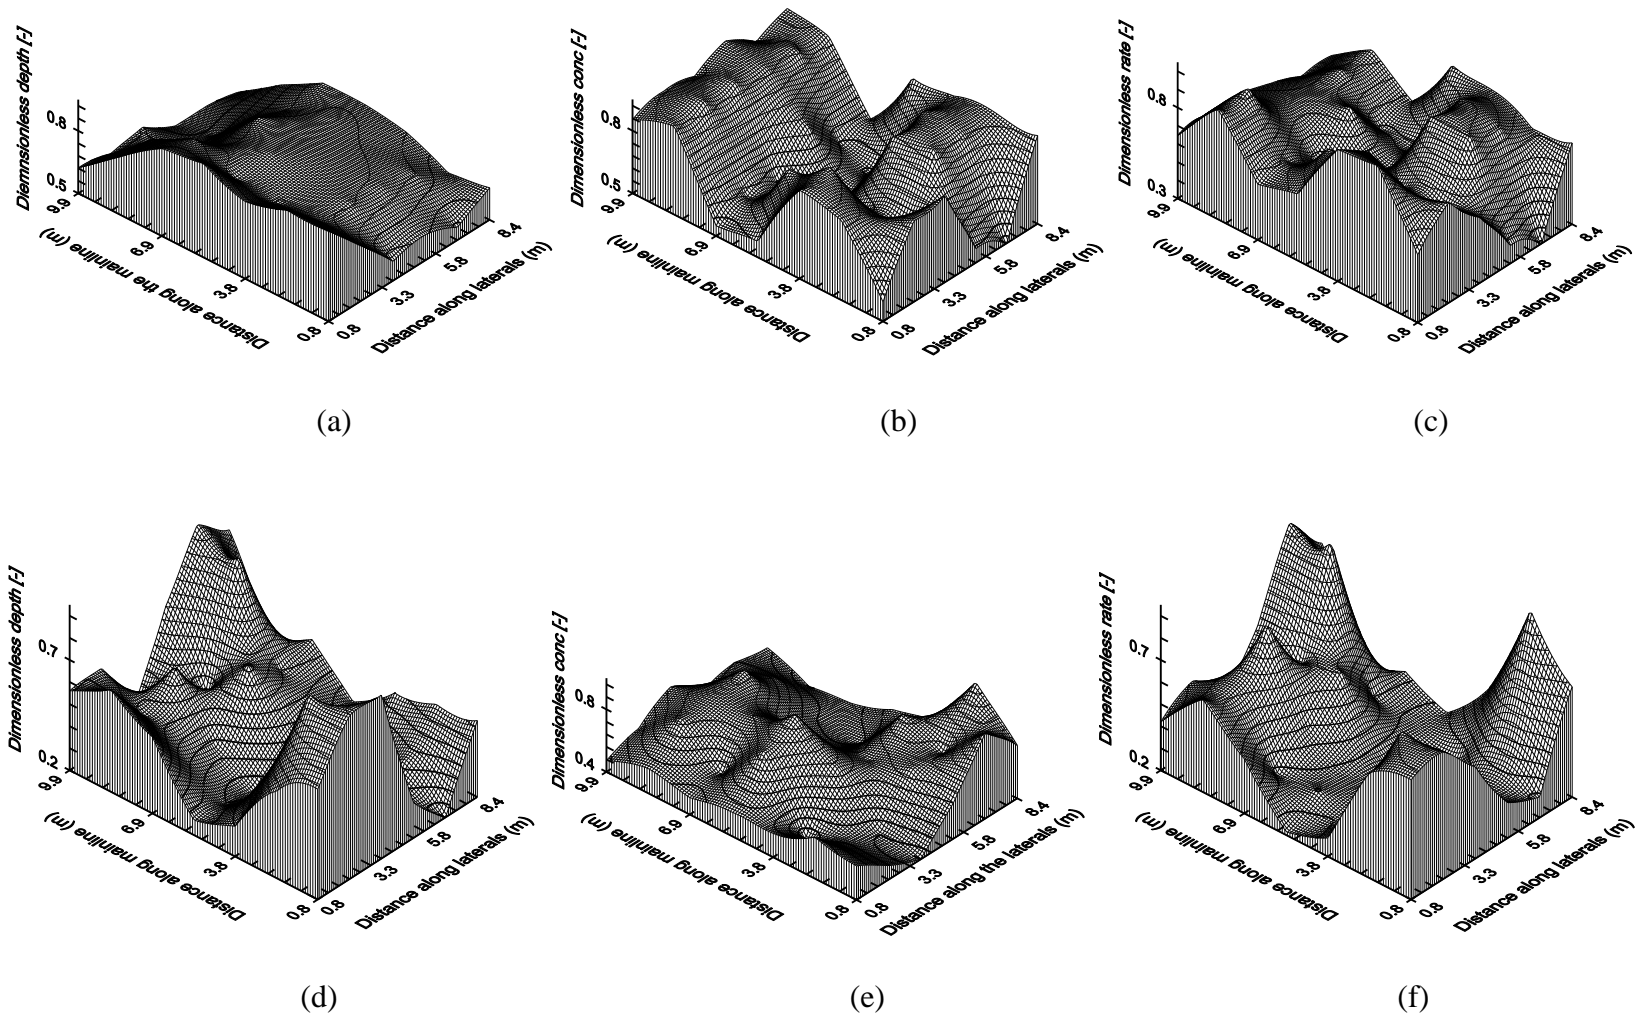 Diemnsionless depth [-]
0.8
0.5
9.9
6.9
3.8
0.8
Distance along the mainline (m)
0.8
3.3
5.8
8.4
Distance along laterals (m)
(a)
Dimensionless conc [-]
0.8
0.5
9.9
6.9
3.8
0.8
Distance along mainline (m)
0.8
3.3
5.8
8.4
Distance along laterals (m)
(b)
Dimensionless rate [-]
0.8
0.3
9.9
6.9
3.8
0.8
Distance along mainline (m)
0.8
3.3
5.8
8.4
Distance along laterals (m)
(c)
Dimensionless depth [-]
0.7
0.2
9.9
6.9
3.8
0.8
Distance along mainline (m)
0.8
3.3
5.8
8.4
Distance along laterals (m)
(d)
Dimensionless conc [-]
0.8
0.4
9.9
6.9
3.8
0.8
Distance along mainline (m)
0.8
3.3
5.8
8.4
Distance along the laterals (m)
(e)
Dimensionless rate [-]
0.7
0.2
9.9
6.9
3.8
0.8
Distance along mainline (m)
0.8
3.3
5.8
8.4
Distance along laterals (m)
(f)